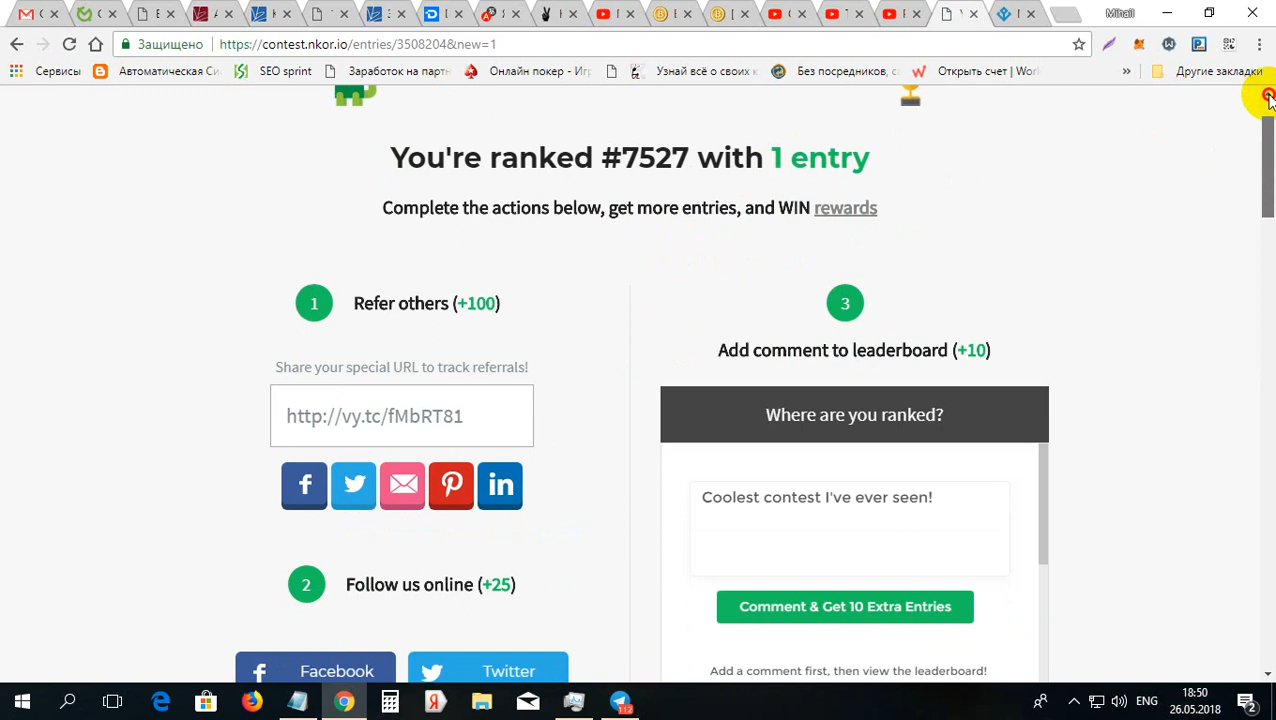 Mihail
Защищено
https://contest.nkor.io/entries/3508204&new=1
Сервисы
Автоматическая Си
SEO sprint
Заработок на партн
Онлайн покер - Иг
Узнай всё о своих к
Без посредников, са
Открыть счет | Worl
»
Другие закладки
You're ranked #7527 with 1 entry
Complete the actions below, get more entries, and WIN rewards
1 Refer others (+100)
Share your special URL to track referrals!
http://vy.tc/fMbRT81
2 Follow us online (+25)
Facebook
Twitter
3
Add comment to leaderboard (+10)
Where are you ranked?
Coolest contest I've ever seen!
Comment & Get 10 Extra Entries
Add a comment first, then view the leaderboard!
112
ENG
18:50
26.05.2018
2